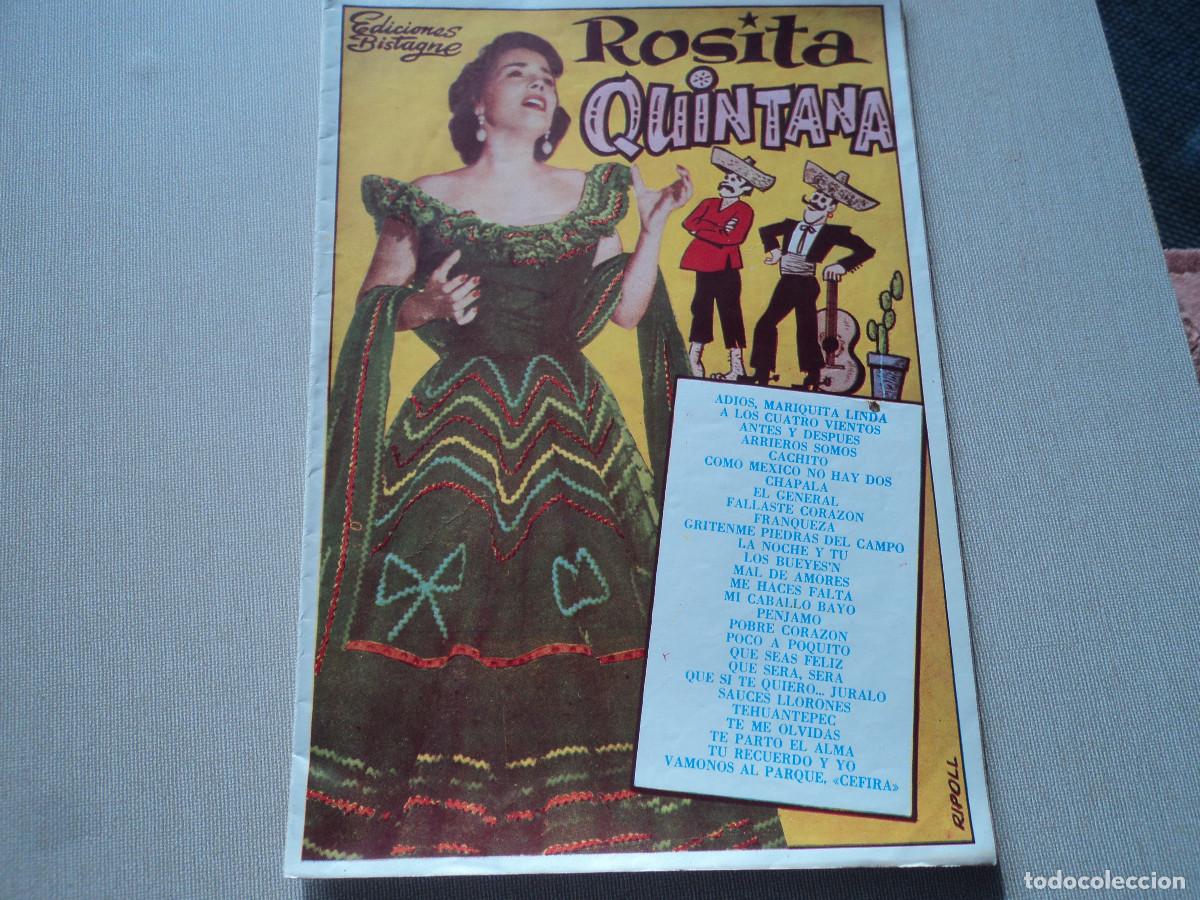 Ediciones
Bistagne
Rosita
QUINTANA
ADIOS, MARIQUITA LINDA
A LOS CUATRO VIENTOS
ANTES Y DESPUES
ARRIEROS SOMOS
CACHITO
COMO MEXICO NO HAY DOS
CHAPALA
EL GENERAL
FALLASTE CORAZON
FRANQUEZA
GRITENME PIEDRAS DEL CAMPO
LA NOCHE Y TU
LOS BUEYES'N
MAL DE AMORES
ME HACES FALTA
MI CABALLO BAYO
PENJAMO
POBRE CORAZON
POCO A POQUITO
QUE SEAS FELIZ
QUE SERA, SERA
QUE SI TE QUIERO... JURALO
SAUCES LLORONES
TEHUANTEPEC
TE ME OLVIDAS
TE PARTO EL ALMA
TU RECUERDO Y YO
VAMONOS AL PARQUE, «CEFIRA»
RIPOLL
todocoleccion